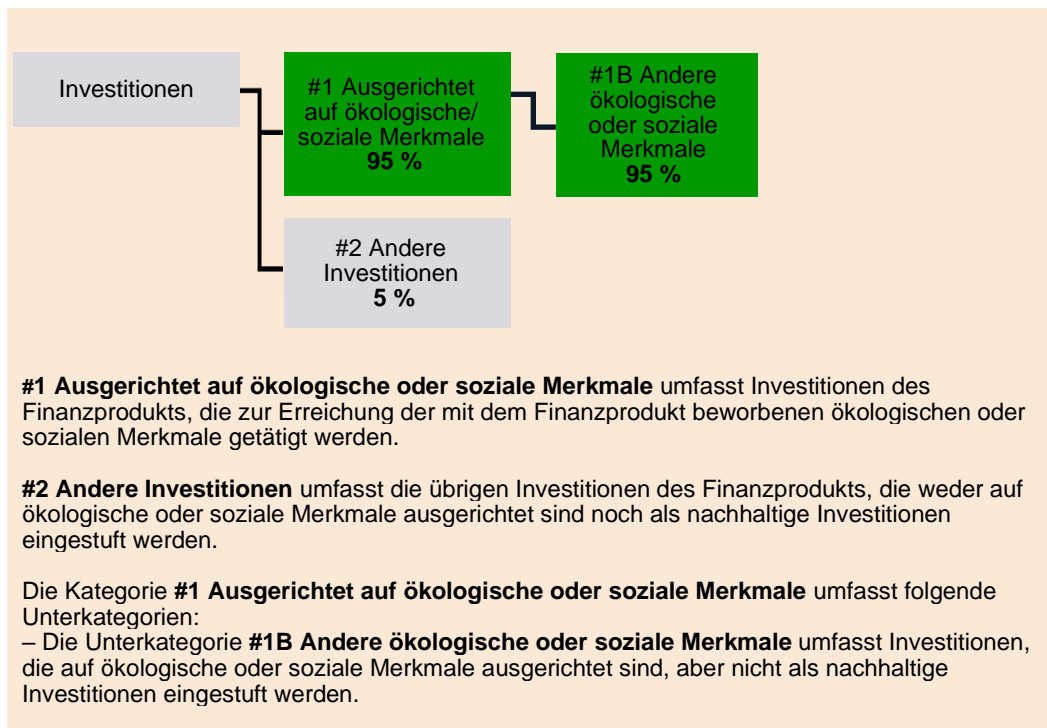 Investitionen
#1 Ausgerichtet
auf ökologische/
soziale Merkmale
95 %
#1B Andere
ökologische
oder soziale
Merkmale
95 %
#2 Andere
Investitionen
5 %
#1 Ausgerichtet auf ökologische oder soziale Merkmale umfasst Investitionen des
Finanzprodukts, die zur Erreichung der mit dem Finanzprodukt beworbenen ökologischen oder
sozialen Merkmale getätigt werden.
#2 Andere Investitionen umfasst die übrigen Investitionen des Finanzprodukts, die weder auf
ökologische oder soziale Merkmale ausgerichtet sind noch als nachhaltige Investitionen
eingestuft werden.
Die Kategorie #1 Ausgerichtet auf ökologische oder soziale Merkmale umfasst folgende
Unterkategorien:
– Die Unterkategorie #1B Andere ökologische oder soziale Merkmale umfasst Investitionen,
die auf ökologische oder soziale Merkmale ausgerichtet sind, aber nicht als nachhaltige
Investitionen eingestuft werden.